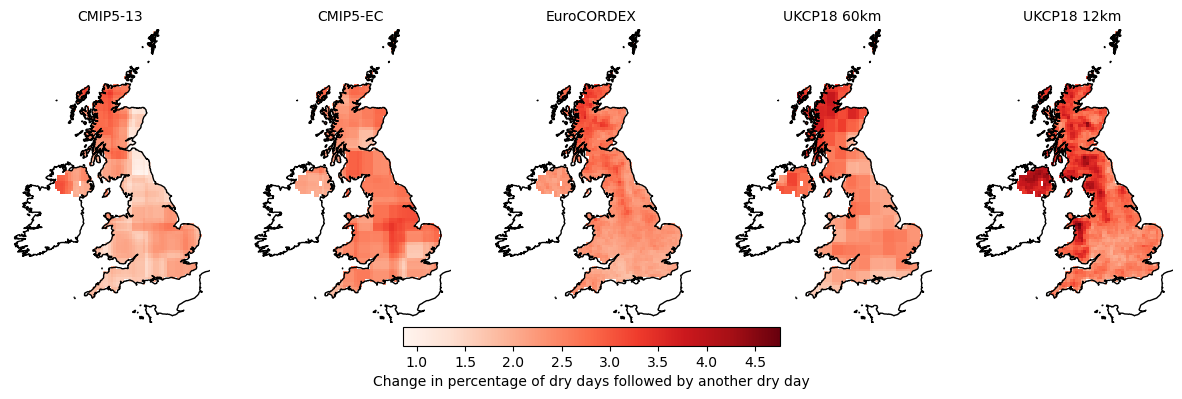 CMIP5-13
CMIP5-EC
EuroCORDEX
UKCP18 60km
UKCP18 12km
1.0 1.5 2.0 2.5 3.0 3.5 4.0 4.5
Change in percentage of dry days followed by another dry day